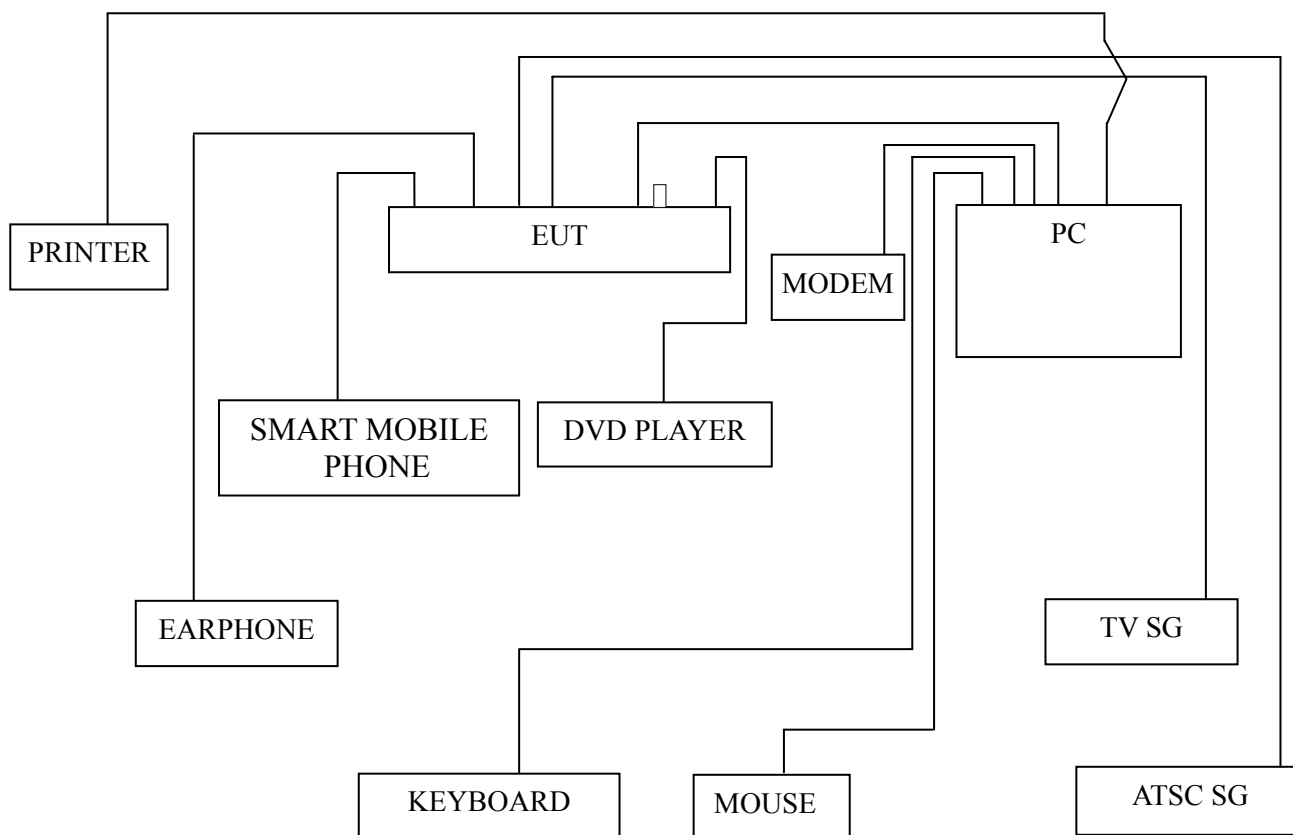 PRINTER
EUT
PC
MODEM
SMART MOBILE
PHONE
DVD PLAYER
EARPHONE
TV SG
KEYBOARD
MOUSE
ATSC SG